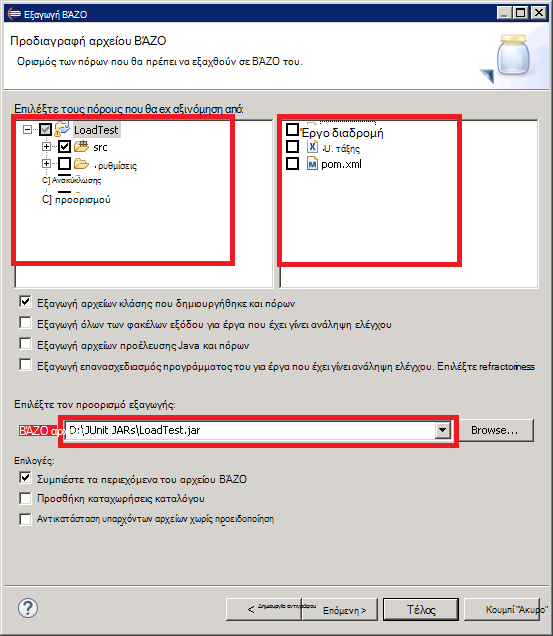 Εξαγωγή ΒΆΖΟ
Προδιαγραφή αρχείου ΒΆΖΟ
Ορισμός των πόρων που θα πρέπει να εξαχθούν σε ΒΆΖΟ του.
Επιλέξτε τους πόρους που θα ex αξινόμηση από:
LoadTest
src
.ρυθμίσεις
C] Ανακύκλωσης
C] προορισμού
Έργο διαδρομή
.υ. τάξης
pom.xml
Εξαγωγή αρχείων κλάσης που δημιουργήθηκε και πόρων
Εξαγωγή όλων των φακέλων εξόδου για έργα που έχει γίνει ανάληψη ελέγχου
Εξαγωγή αρχείων προέλευσης Java και πόρων
Εξαγωγή επανασχεδιασμός προγράμματος του για έργα που έχει γίνει ανάληψη ελέγχου. Επιλέξτε refractoriness
Επιλέξτε τον προορισμό εξαγωγής:
ΒΆΖΟ αρχ D:\JUnit JARs\LoadTest.jar Browse...
Επιλογές:
Συμπιέστε τα περιεχόμενα του αρχείου ΒΆΖΟ
Προσθήκη καταχωρήσεις καταλόγου
Αντικατάσταση υπαρχόντων αρχείων χωρίς προειδοποίηση
< Δημιουργία αντιγράφου Επόμενη > Τέλος Κουμπί "Άκυρο"